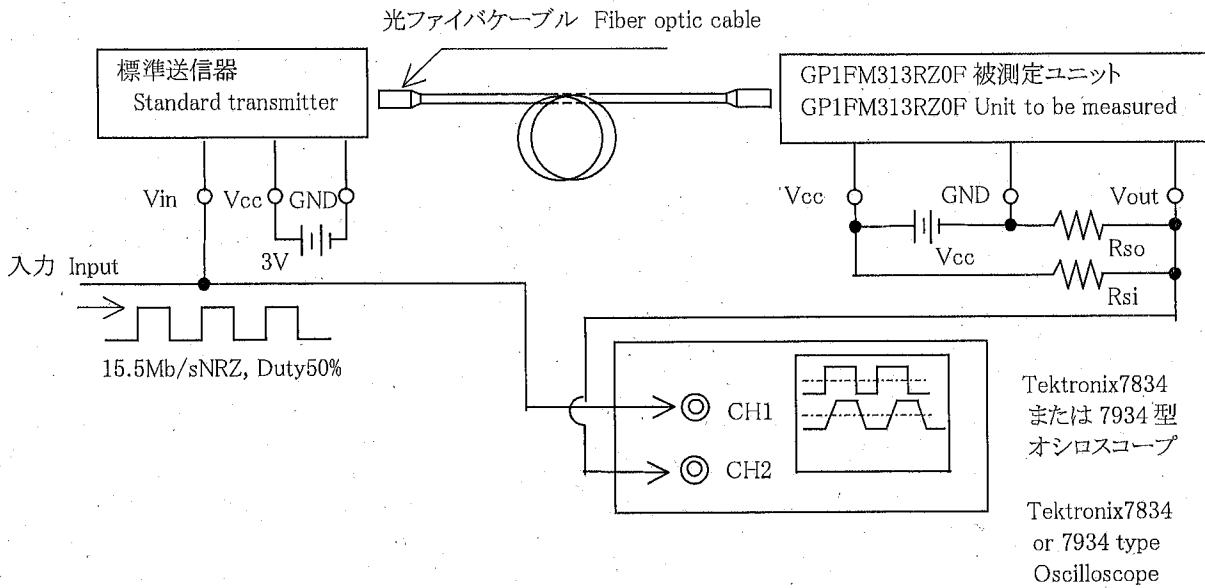 光ファイバケーブル Fiber optic cable
標準送信器
Standard transmitter
GP1FM313RZ0F 被測定ユニット
GP1FM313RZ0F Unit to be measured
Vin
Vcc
GND
3V
Vcc
GND
Vout
Vcc
Rso
Rsi
入力 Input
15.5Mb/sNRZ, Duty50%
CH1
CH2
Tektronix7834
または 7934 型
オシロスコープ
Tektronix7834
or 7934 type
Oscilloscope